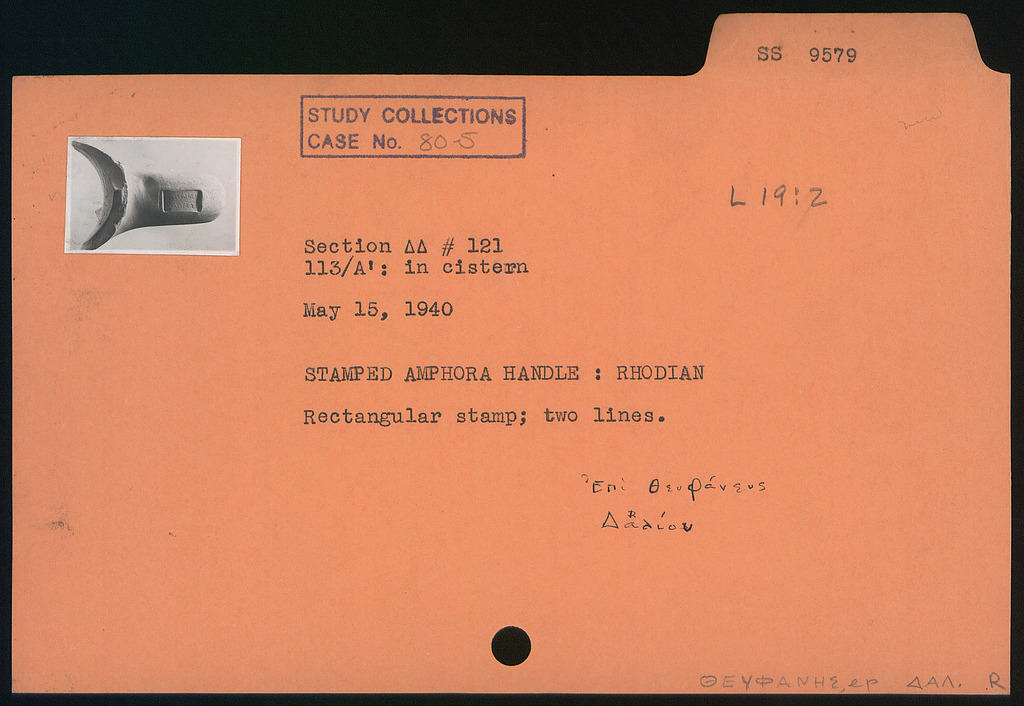 SS 9579
STUDY COLLECTIONS
CASE No. 80-5
L 19:2
Section ΔΔ # 121
113/A': in cistern
May 15, 1940
STAMPED AMPHORA HANDLE : RHODIAN
Rectangular stamp; two lines.
Ἐπὶ Θευφάνευς
Δαλίου
ΘΕΥΦΑΝΗΣ, ep ΔΑΛ. R